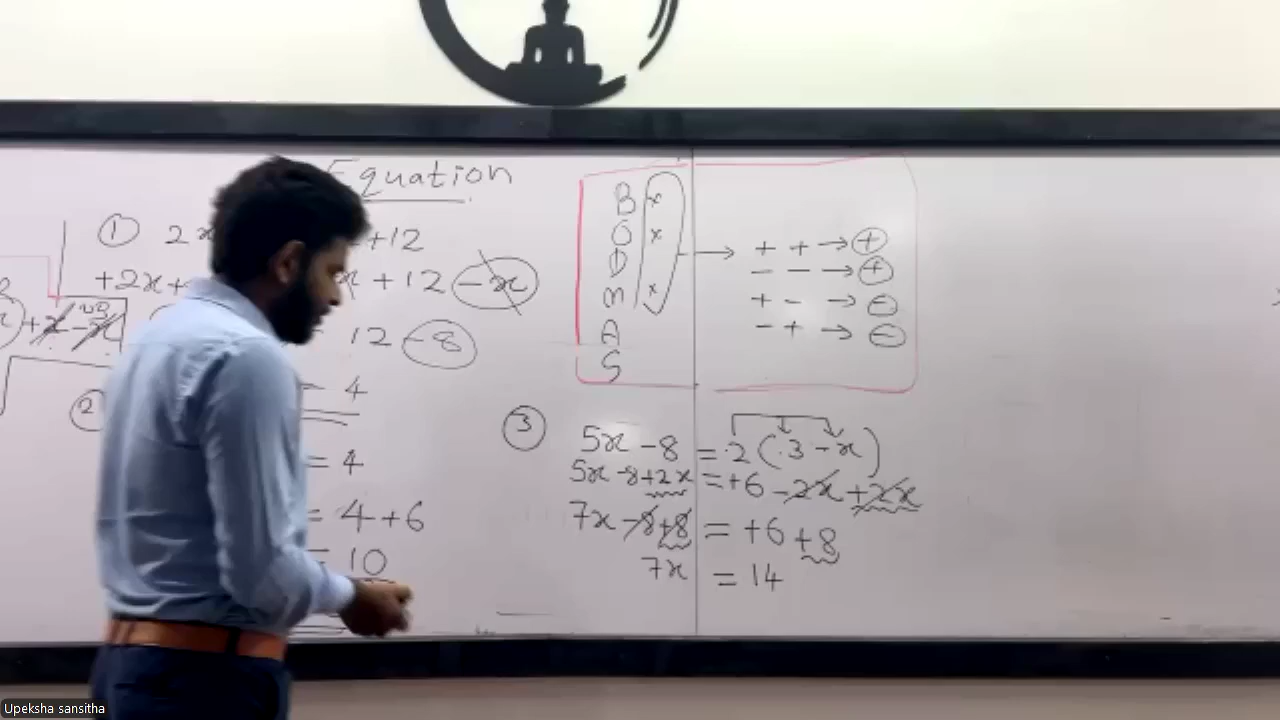 Equation
① 2x +12
+2x+ x +12 -x
+x -x
12 -8
= 4
②
= 4
= 4+6
= 10
B x
O x
D
M x
A
S
→ + + → +
- - → +
+ - → -
- + → -
③ 5x -8 = 2(3-x)
5x -8+2x = +6 -2x +2x
7x -8+8 = +6 +8
7x = 14
Upeksha sansitha